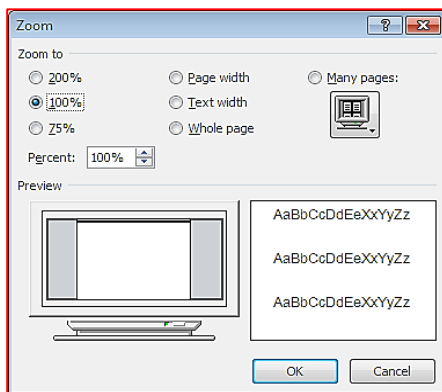 Zoom
Zoom to
200% Page width Many pages:
100% Text width
75% Whole page
Percent: 100%
Preview
AaBbCcDdEeXxYyZz
AaBbCcDdEeXxYyZz
AaBbCcDdEeXxYyZz
OK Cancel